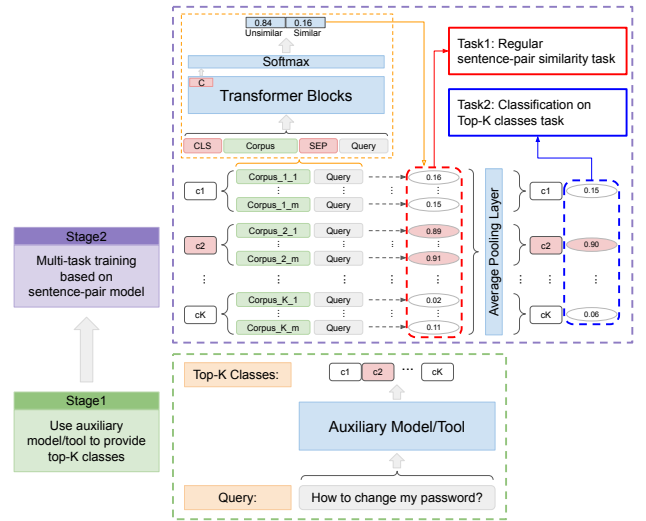 0.84 0.16
Unsimilar Similar
Softmax
C
Transformer Blocks
CLS Corpus SEP Query
Task1: Regular
sentence-pair similarity task
Task2: Classification on
Top-K classes task
c1
Corpus_1_1 Query 0.16
Corpus_1_m Query 0.15
c2
Corpus_2_1 Query 0.89
Corpus_2_m Query 0.91
cK
Corpus_K_1 Query 0.02
Corpus_K_m Query 0.11
Average Pooling Layer
c1 0.15
c2 0.90
cK 0.06
Stage2
Multi-task training
based on
sentence-pair model
Stage1
Use auxiliary
model/tool to provide
top-K classes
Top-K Classes: c1 c2 ··· cK
Auxiliary Model/Tool
Query: How to change my password?